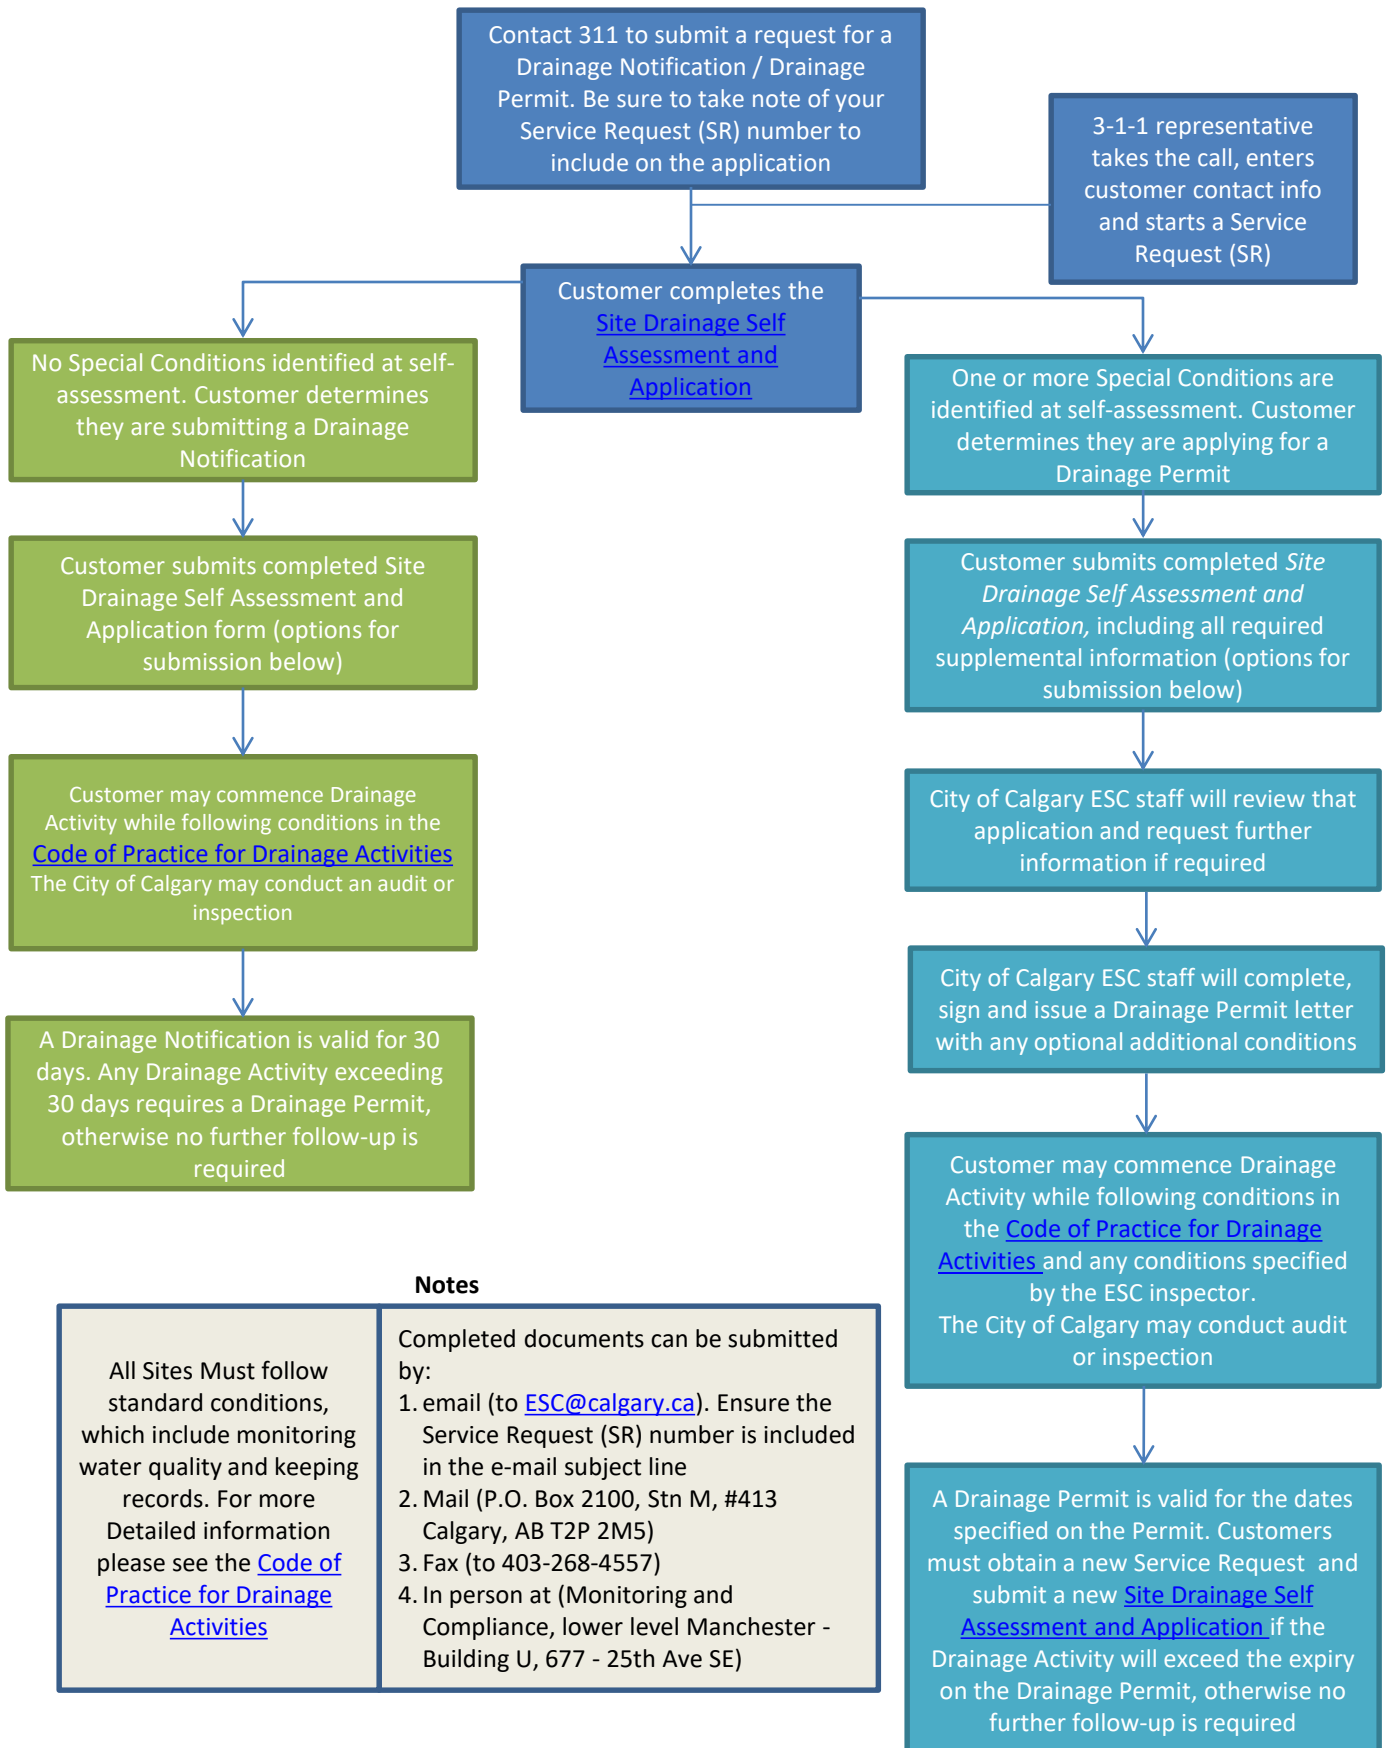 Contact 311 to submit a request for a
Drainage Notification / Drainage
Permit. Be sure to take note of your
Service Request (SR) number to
include on the application
3-1-1 representative
takes the call, enters
customer contact info
and starts a Service
Request (SR)
Customer completes the
Site Drainage Self
Assessment and
Application
No Special Conditions identified at self-
assessment. Customer determines
they are submitting a Drainage
Notification
Customer submits completed Site
Drainage Self Assessment and
Application form (options for
submission below)
Customer may commence Drainage
Activity while following conditions in the
Code of Practice for Drainage Activities
The City of Calgary may conduct an audit or
inspection
A Drainage Notification is valid for 30
days. Any Drainage Activity exceeding
30 days requires a Drainage Permit,
otherwise no further follow-up is
required
One or more Special Conditions are
identified at self-assessment. Customer
determines they are applying for a
Drainage Permit
Customer submits completed Site
Drainage Self Assessment and
Application, including all required
supplemental information (options for
submission below)
City of Calgary ESC staff will review that
application and request further
information if required
City of Calgary ESC staff will complete,
sign and issue a Drainage Permit letter
with any optional additional conditions
Customer may commence Drainage
Activity while following conditions in
the Code of Practice for Drainage
Activities and any conditions specified
by the ESC inspector.
The City of Calgary may conduct audit
or inspection
A Drainage Permit is valid for the dates
specified on the Permit. Customers
must obtain a new Service Request and
submit a new Site Drainage Self
Assessment and Application if the
Drainage Activity will exceed the expiry
on the Drainage Permit, otherwise no
further follow-up is required
Notes
All Sites Must follow
standard conditions,
which include monitoring
water quality and keeping
records. For more
Detailed information
please see the Code of
Practice for Drainage
Activities
Completed documents can be submitted
by:
1. email (to ESC@calgary.ca). Ensure the
Service Request (SR) number is included
in the e-mail subject line
2. Mail (P.O. Box 2100, Stn M, #413
Calgary, AB T2P 2M5)
3. Fax (to 403-268-4557)
4. In person at (Monitoring and
Compliance, lower level Manchester -
Building U, 677 - 25th Ave SE)